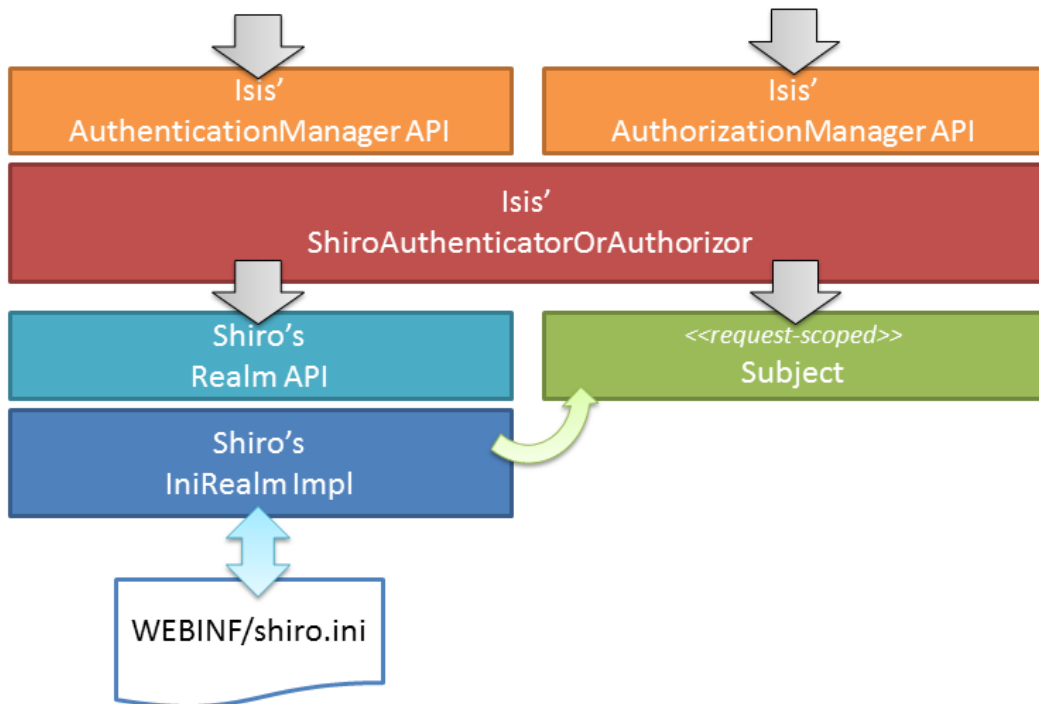 Isis’
AuthenticationManager API
Isis’
AuthorizationManager API
Isis’
ShiroAuthenticatorOrAuthorizor
Shiro’s
Realm API
<<request-scoped>>
Subject
Shiro’s
IniRealm Impl
WEBINF/shiro.ini